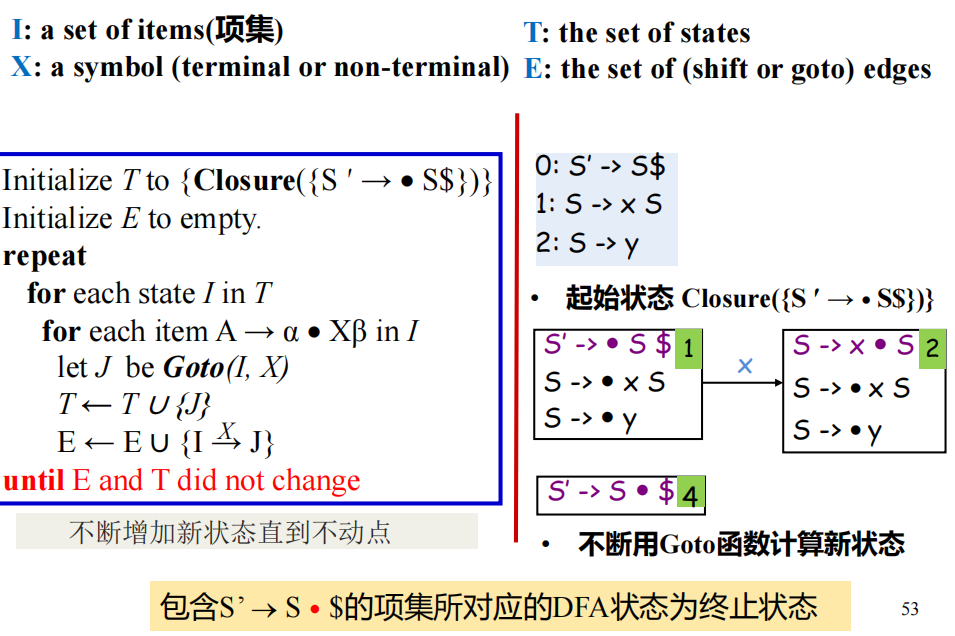 I: a set of items(项集)
X: a symbol (terminal or non-terminal)
T: the set of states
E: the set of (shift or goto) edges
Initialize T to {Closure({S ′ → • S$})}
Initialize E to empty.
repeat
for each state I in T
for each item A → α • Xβ in I
let J be Goto(I, X)
T ← T ∪ {J}
X
E ← E ∪ {I → J}
until E and T did not change
不断增加新状态直到不动点
0: S' -> S$
1: S -> x S
2: S -> y
• 起始状态 Closure({S ′ → • S$})}
S' -> • S $ 1
S -> • x S
S -> • y
x
S -> x • S 2
S -> • x S
S -> • y
S' -> S • $ 4
• 不断用Goto函数计算新状态
包含S’ → S • $的项集所对应的DFA状态为终止状态
53